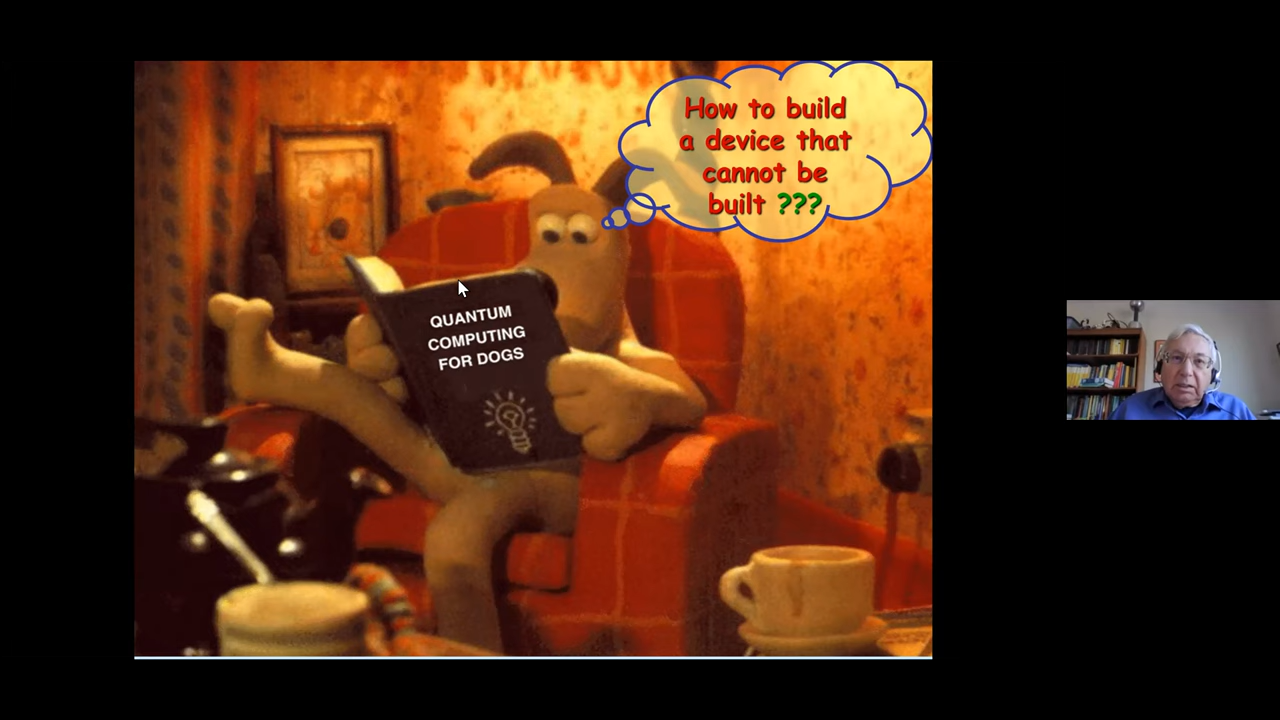 How to build
a device that
cannot be
built ???
QUANTUM
COMPUTING
FOR DOGS